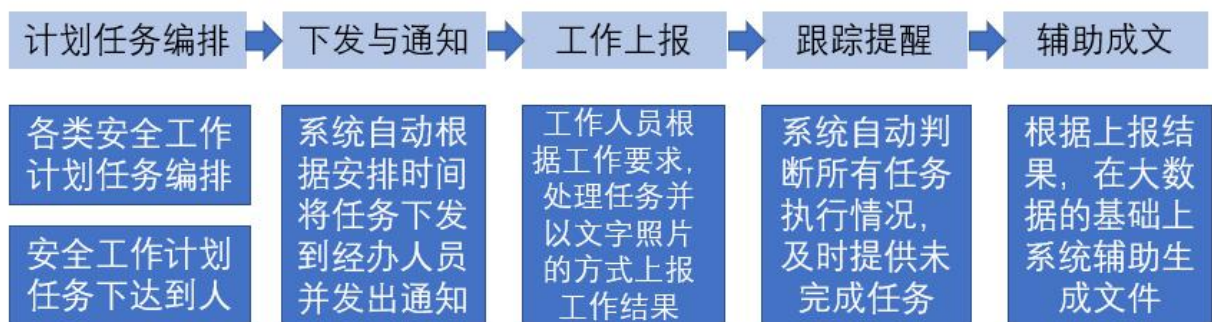 计划任务编排
下发与通知
工作上报
跟踪提醒
辅助成文
各类安全工作
计划任务编排
安全工作计划
任务下达到人
系统自动根
据安排时间
将任务下发
到经办人员
并发出通知
工作人员根
据工作要求,
处理任务并
以文字照片
的方式上报
工作结果
系统自动判
断所有任务
执行情况,
及时提供未
完成任务
根据上报结
果，在大数
据的基础上
系统辅助生
成文件